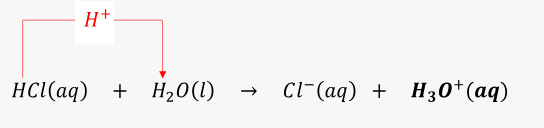 H⁺
HCl(aq) + H₂O(l) → Cl⁻(aq) + H₃O⁺(aq)